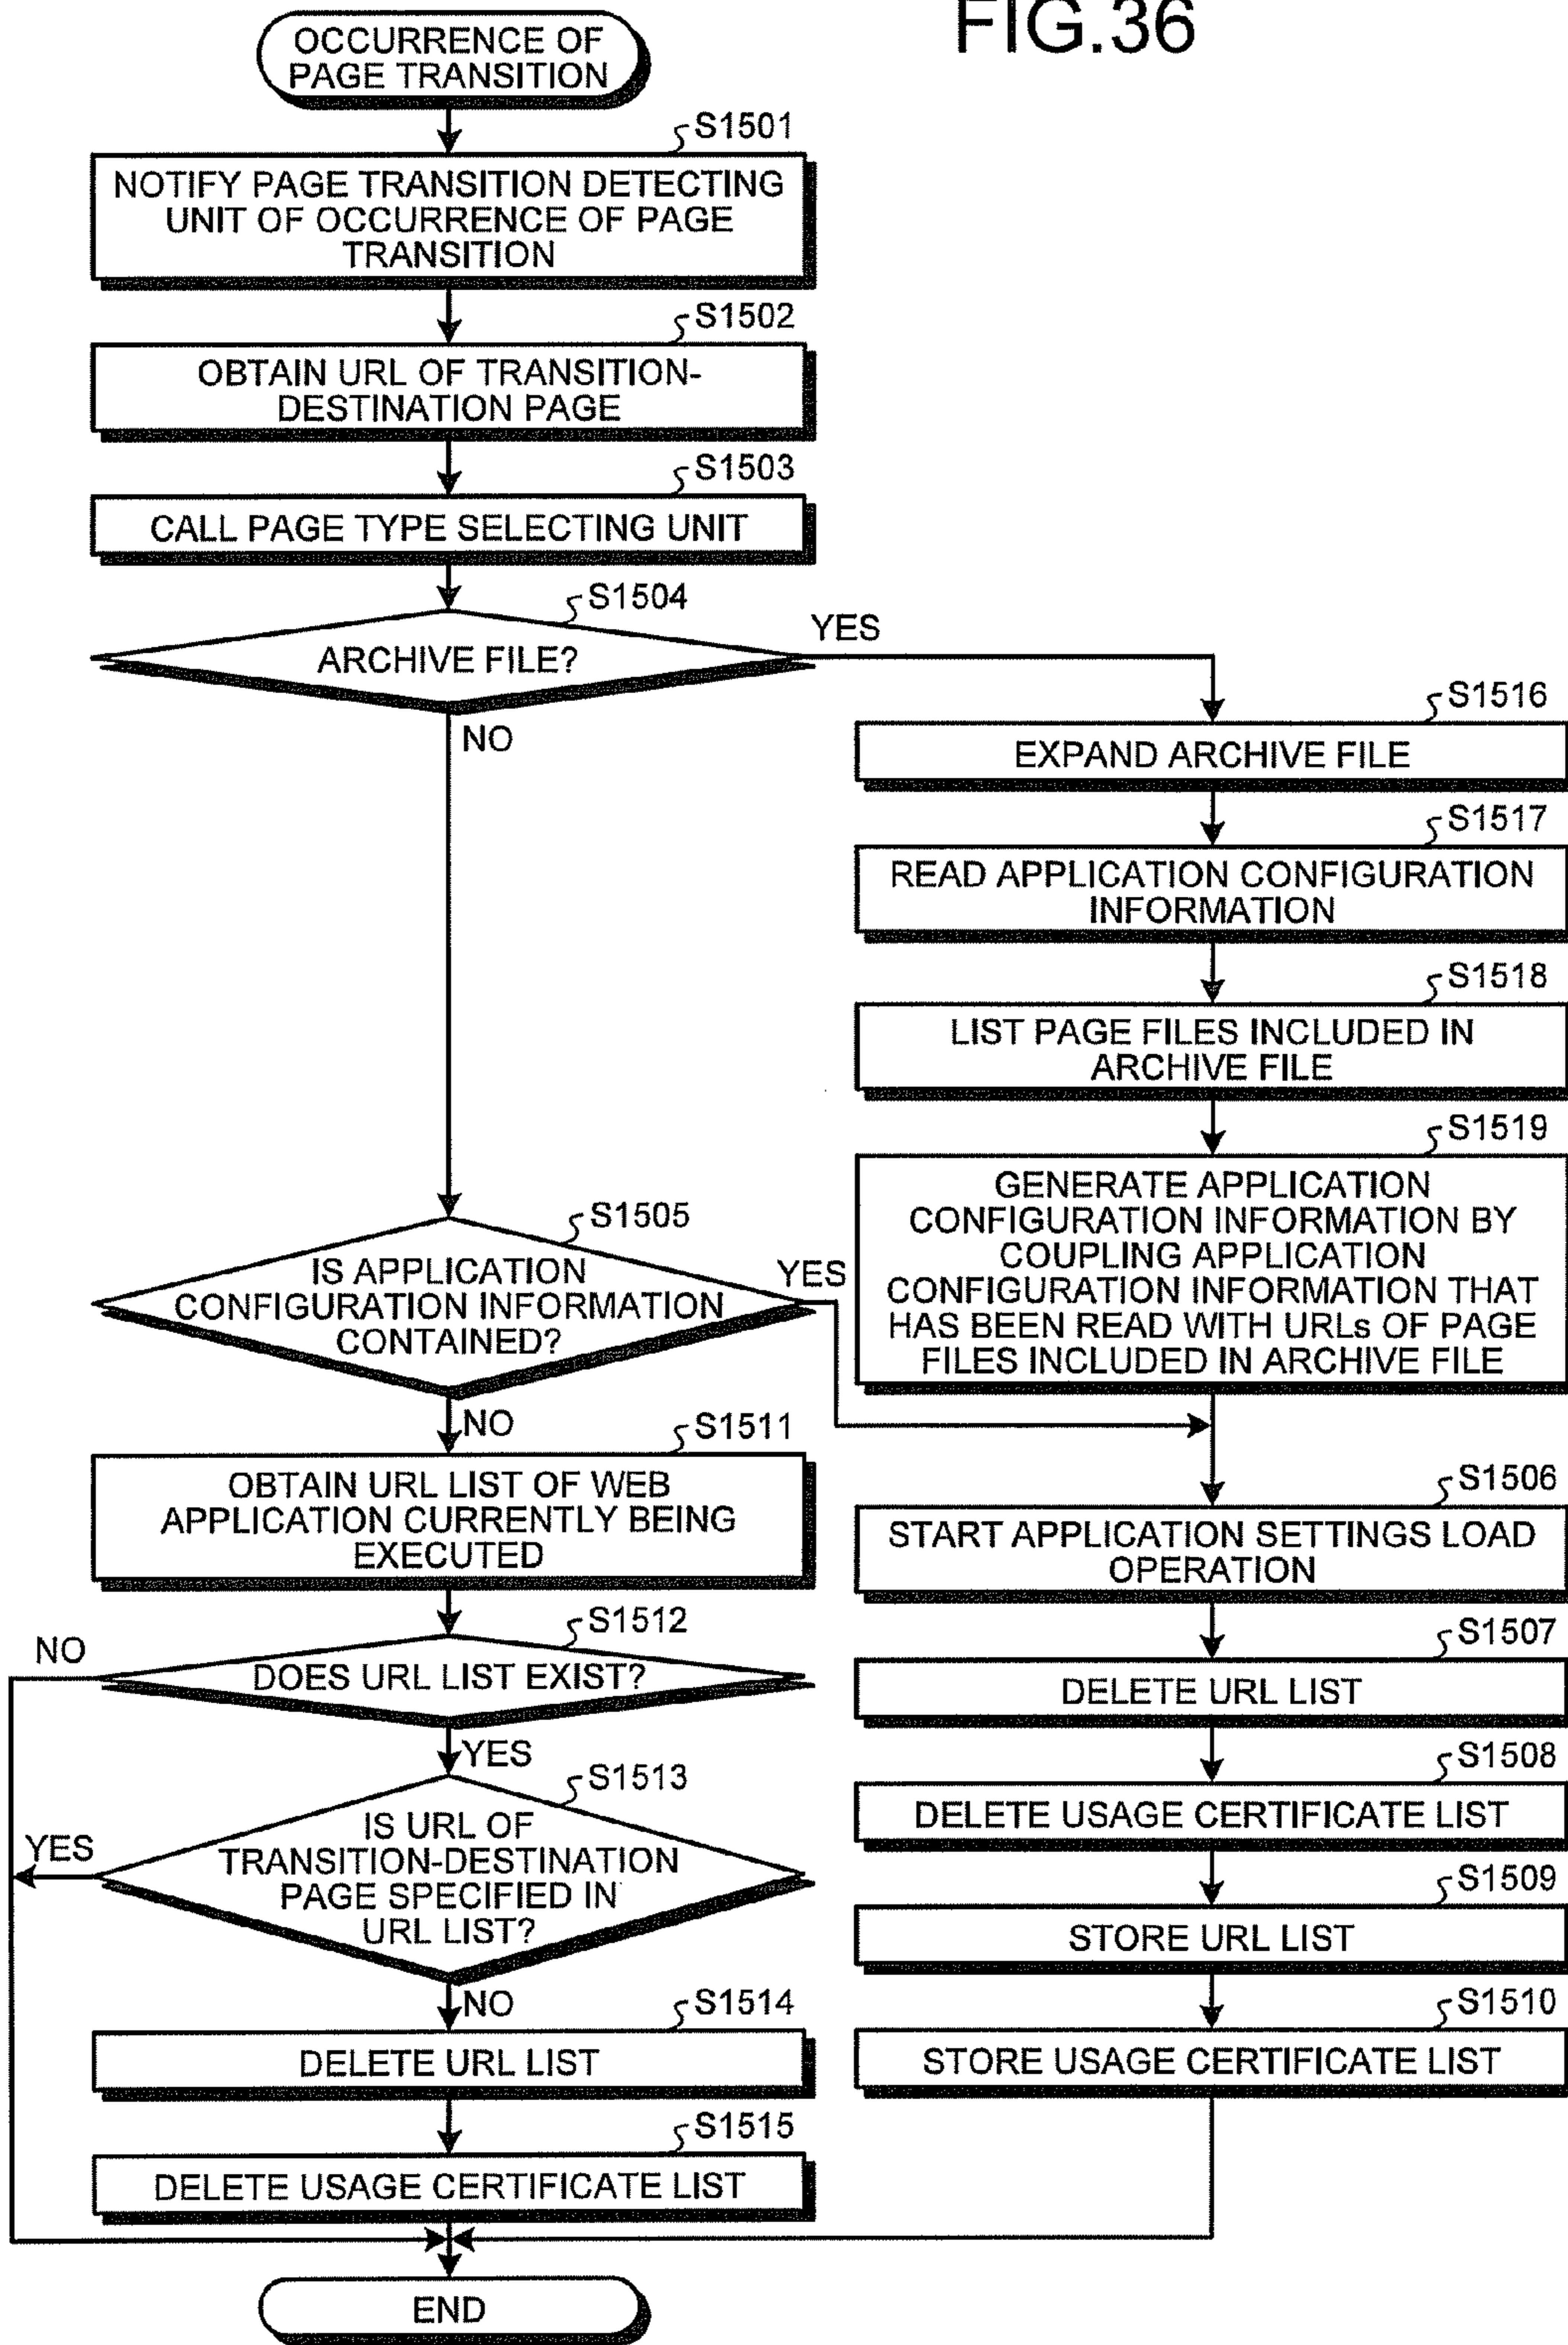 FIG.36
OCCURRENCE OF
PAGE TRANSITION
S1501
NOTIFY PAGE TRANSITION DETECTING
UNIT OF OCCURRENCE OF PAGE
TRANSITION
S1502
OBTAIN URL OF TRANSITION-
DESTINATION PAGE
S1503
CALL PAGE TYPE SELECTING UNIT
S1504
ARCHIVE FILE?
YES
NO
S1516
EXPAND ARCHIVE FILE
S1517
READ APPLICATION CONFIGURATION
INFORMATION
S1518
LIST PAGE FILES INCLUDED IN
ARCHIVE FILE
S1519
GENERATE APPLICATION
CONFIGURATION INFORMATION BY
COUPLING APPLICATION
CONFIGURATION INFORMATION THAT
HAS BEEN READ WITH URLs OF PAGE
FILES INCLUDED IN ARCHIVE FILE
S1505
IS APPLICATION
CONFIGURATION INFORMATION
CONTAINED?
YES
NO
S1511
OBTAIN URL LIST OF WEB
APPLICATION CURRENTLY BEING
EXECUTED
S1512
NO
DOES URL LIST EXIST?
YES
S1513
YES
IS URL OF
TRANSITION-DESTINATION
PAGE SPECIFIED IN
URL LIST?
NO
S1514
DELETE URL LIST
S1515
DELETE USAGE CERTIFICATE LIST
S1506
START APPLICATION SETTINGS LOAD
OPERATION
S1507
DELETE URL LIST
S1508
DELETE USAGE CERTIFICATE LIST
S1509
STORE URL LIST
S1510
STORE USAGE CERTIFICATE LIST
END